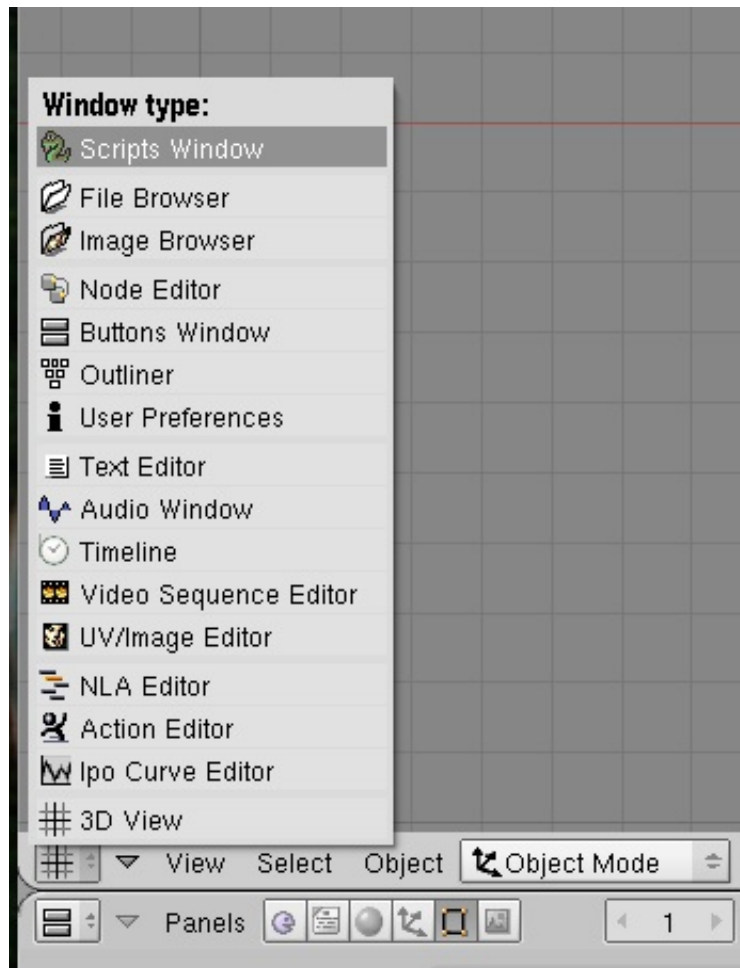 Window type:
Scripts Window
File Browser
Image Browser
Node Editor
Buttons Window
Outliner
User Preferences
Text Editor
Audio Window
Timeline
Video Sequence Editor
UV/Image Editor
NLA Editor
Action Editor
Ipo Curve Editor
3D View
View Select Object Object Mode
Panels 1